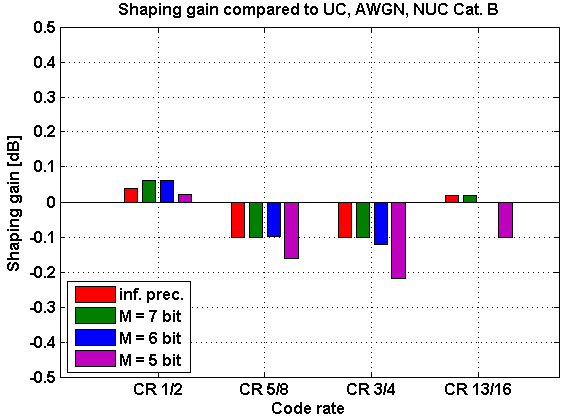 Shaping gain compared to UC, AWGN, NUC Cat. B
Shaping gain [dB]
0.5
0.4
0.3
0.2
0.1
0
-0.1
-0.2
-0.3
-0.4
-0.5
inf. prec.
M = 7 bit
M = 6 bit
M = 5 bit
CR 1/2 CR 5/8 CR 3/4 CR 13/16
Code rate